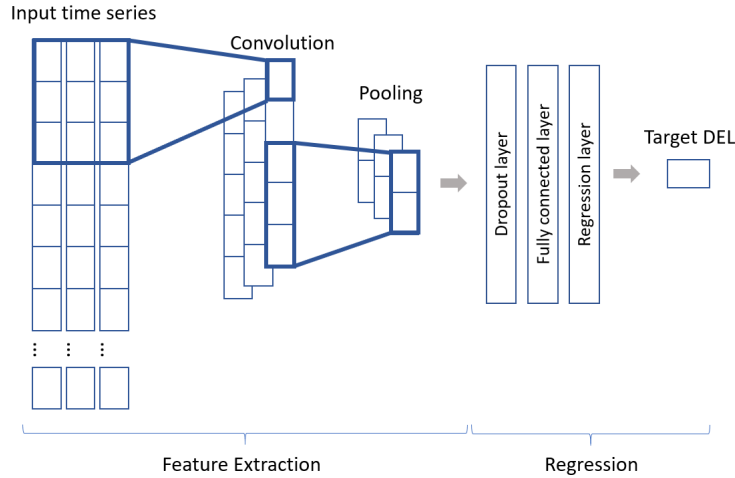 Input time series
Convolution
Pooling
Dropout layer
Fully connected layer
Regression layer
Target DEL
...
...
...
Feature Extraction
Regression